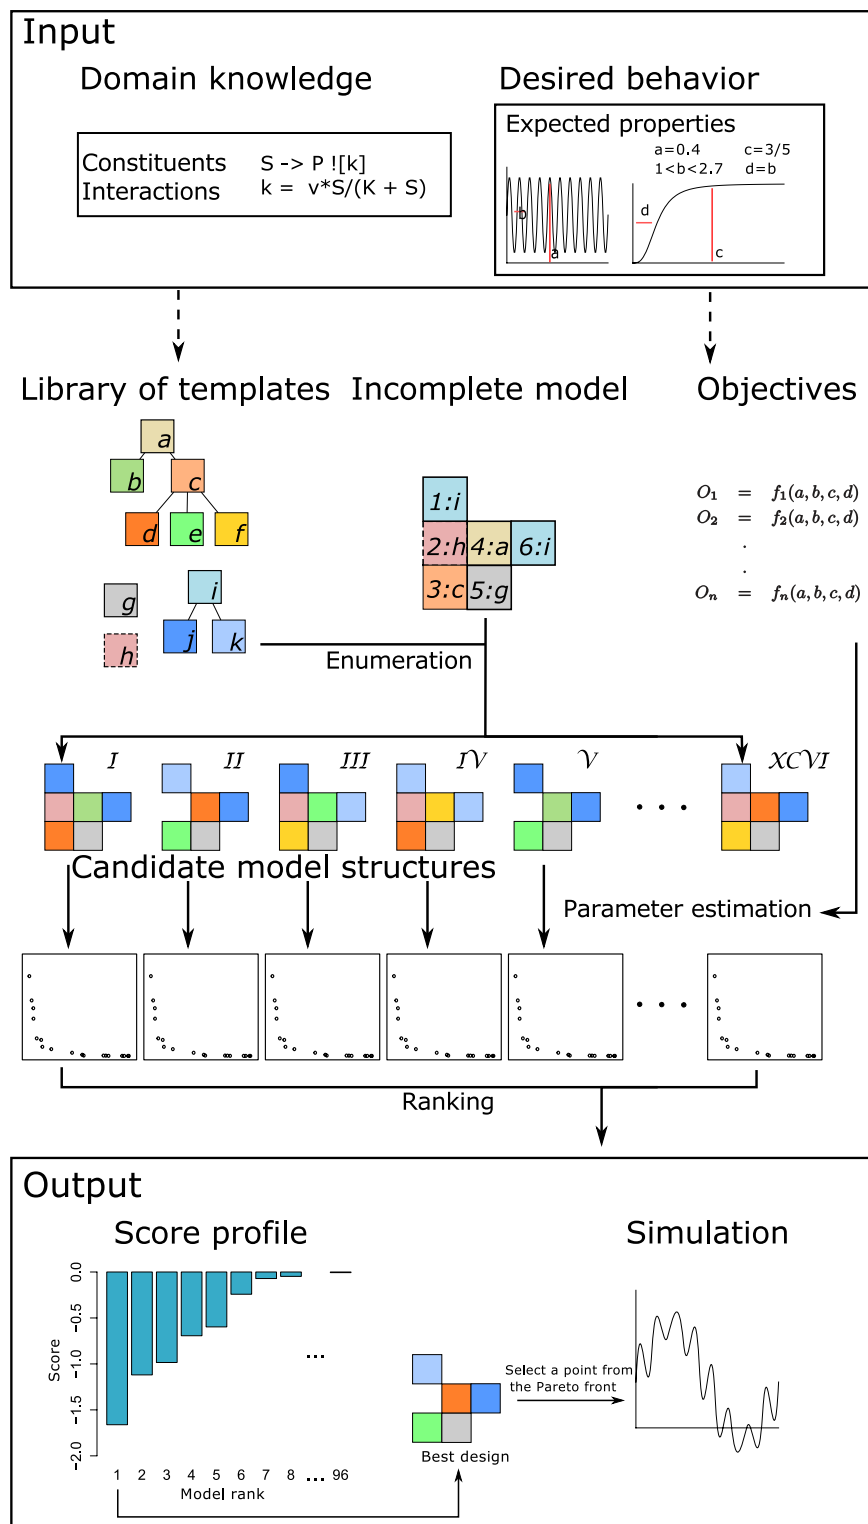 Input
Domain knowledge
Desired behavior
Constituents S -> P ![k]
Interactions k = v*S/(K + S)
Expected properties
a=0.4 c=3/5
1<b<2.7 d=b
b
a
d
c
Library of templates
Incomplete model
Objectives
a
b
c
d
e
f
g
h
i
j
k
1:i
2:h 4:a 6:i
3:c 5:g
O1 = f1(a, b, c, d)
O2 = f2(a, b, c, d)
.
.
On = fn(a, b, c, d)
Enumeration
I II III IV V XCVI
. . .
Candidate model structures
Parameter estimation
. . .
Ranking
Output
Score profile
Simulation
Score
0.0
−0.5
−1.0
−1.5
−2.0
...
1 2 3 4 5 6 7 8 ... 96
Model rank
Best design
Select a point from
the Pareto front